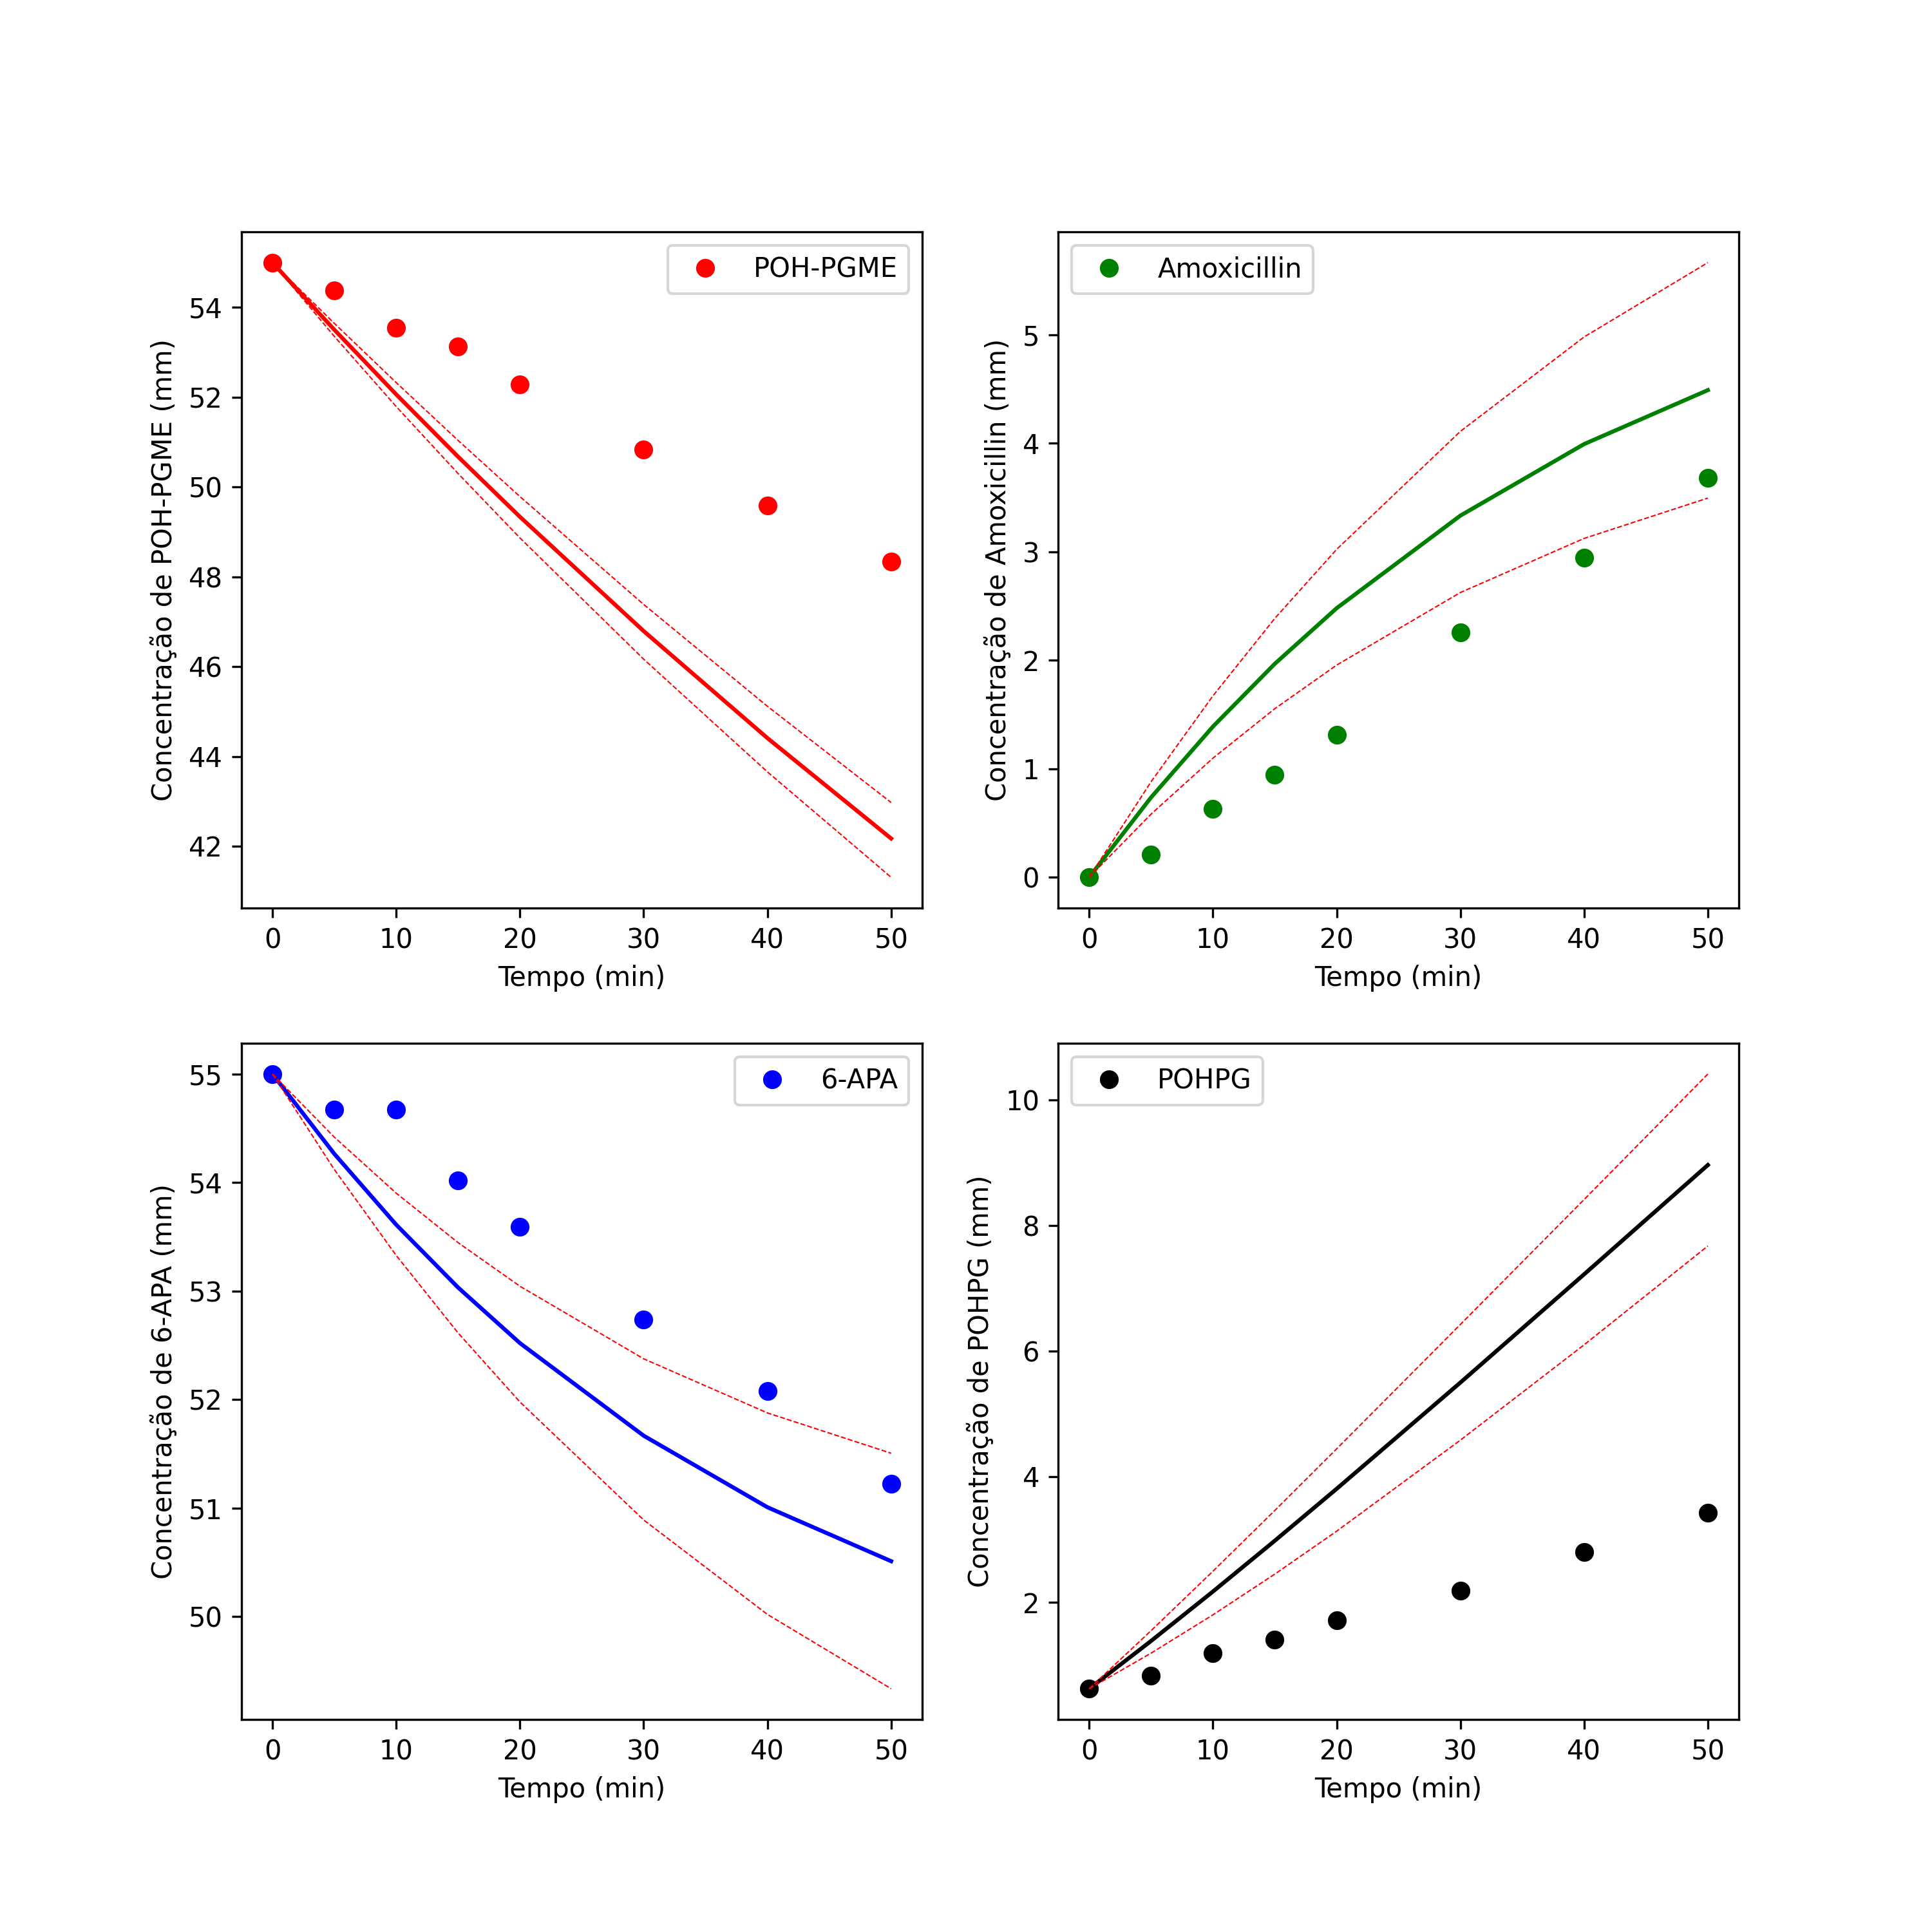 POH-PGME
Concentração de POH-PGME (mm)
54
52
50
48
46
44
42
0 10 20 30 40 50
Tempo (min)
Amoxicillin
Concentração de Amoxicillin (mm)
5
4
3
2
1
0
0 10 20 30 40 50
Tempo (min)
6-APA
Concentração de 6-APA (mm)
55
54
53
52
51
50
0 10 20 30 40 50
Tempo (min)
POHPG
Concentração de POHPG (mm)
10
8
6
4
2
0 10 20 30 40 50
Tempo (min)